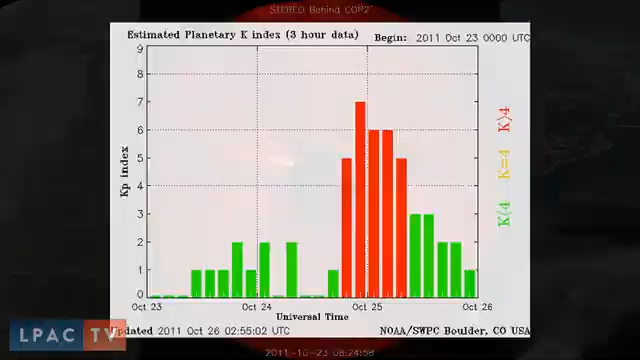 STEREO Behind COR2
Estimated Planetary K index (3 hour data)
Begin: 2011 Oct 23 0000 UTC
9
8
7
6
5
4
3
2
1
0
Kp index
K<4 K=4 K>4
Oct 23 Oct 24 Oct 25 Oct 26
Universal Time
LPAC TV
pdated 2011 Oct 26 02:55:02 UTC
NOAA/SWPC Boulder, CO USA
2011-10-23 08:24:58